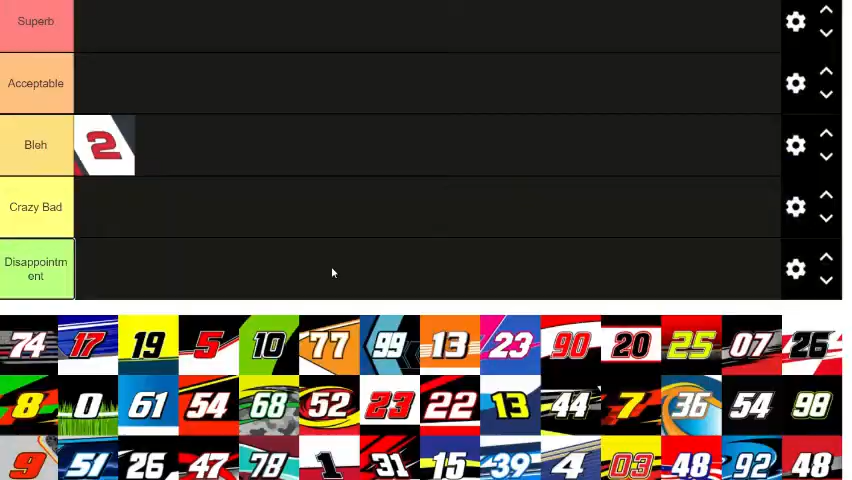 Superb
Acceptable
Bleh
2
Crazy Bad
Disappointm
ent
74 17 19 5 10 77 99 13 23 90 20 25 07 26
8 0 61 54 68 52 23 22 13 44 7 36 54 98
9 51 26 47 78 1 31 15 39 4 03 48 92 48